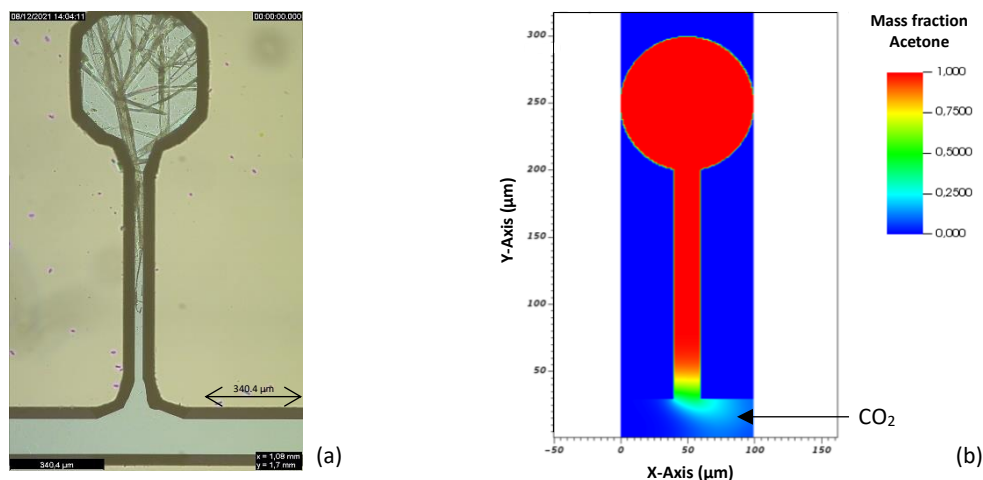 08/12/2021 14:04:11
00:00:00.000
340.4 µm
340.4 µm
x = 1,08 mm
y = 1,7 mm
(a)
Mass fraction
Acetone
1,000
0,7500
0,5000
0,2500
0,000
300
250
200
150
100
50
Y-Axis (µm)
-50
0
50
100
150
X-Axis (µm)
CO2
(b)